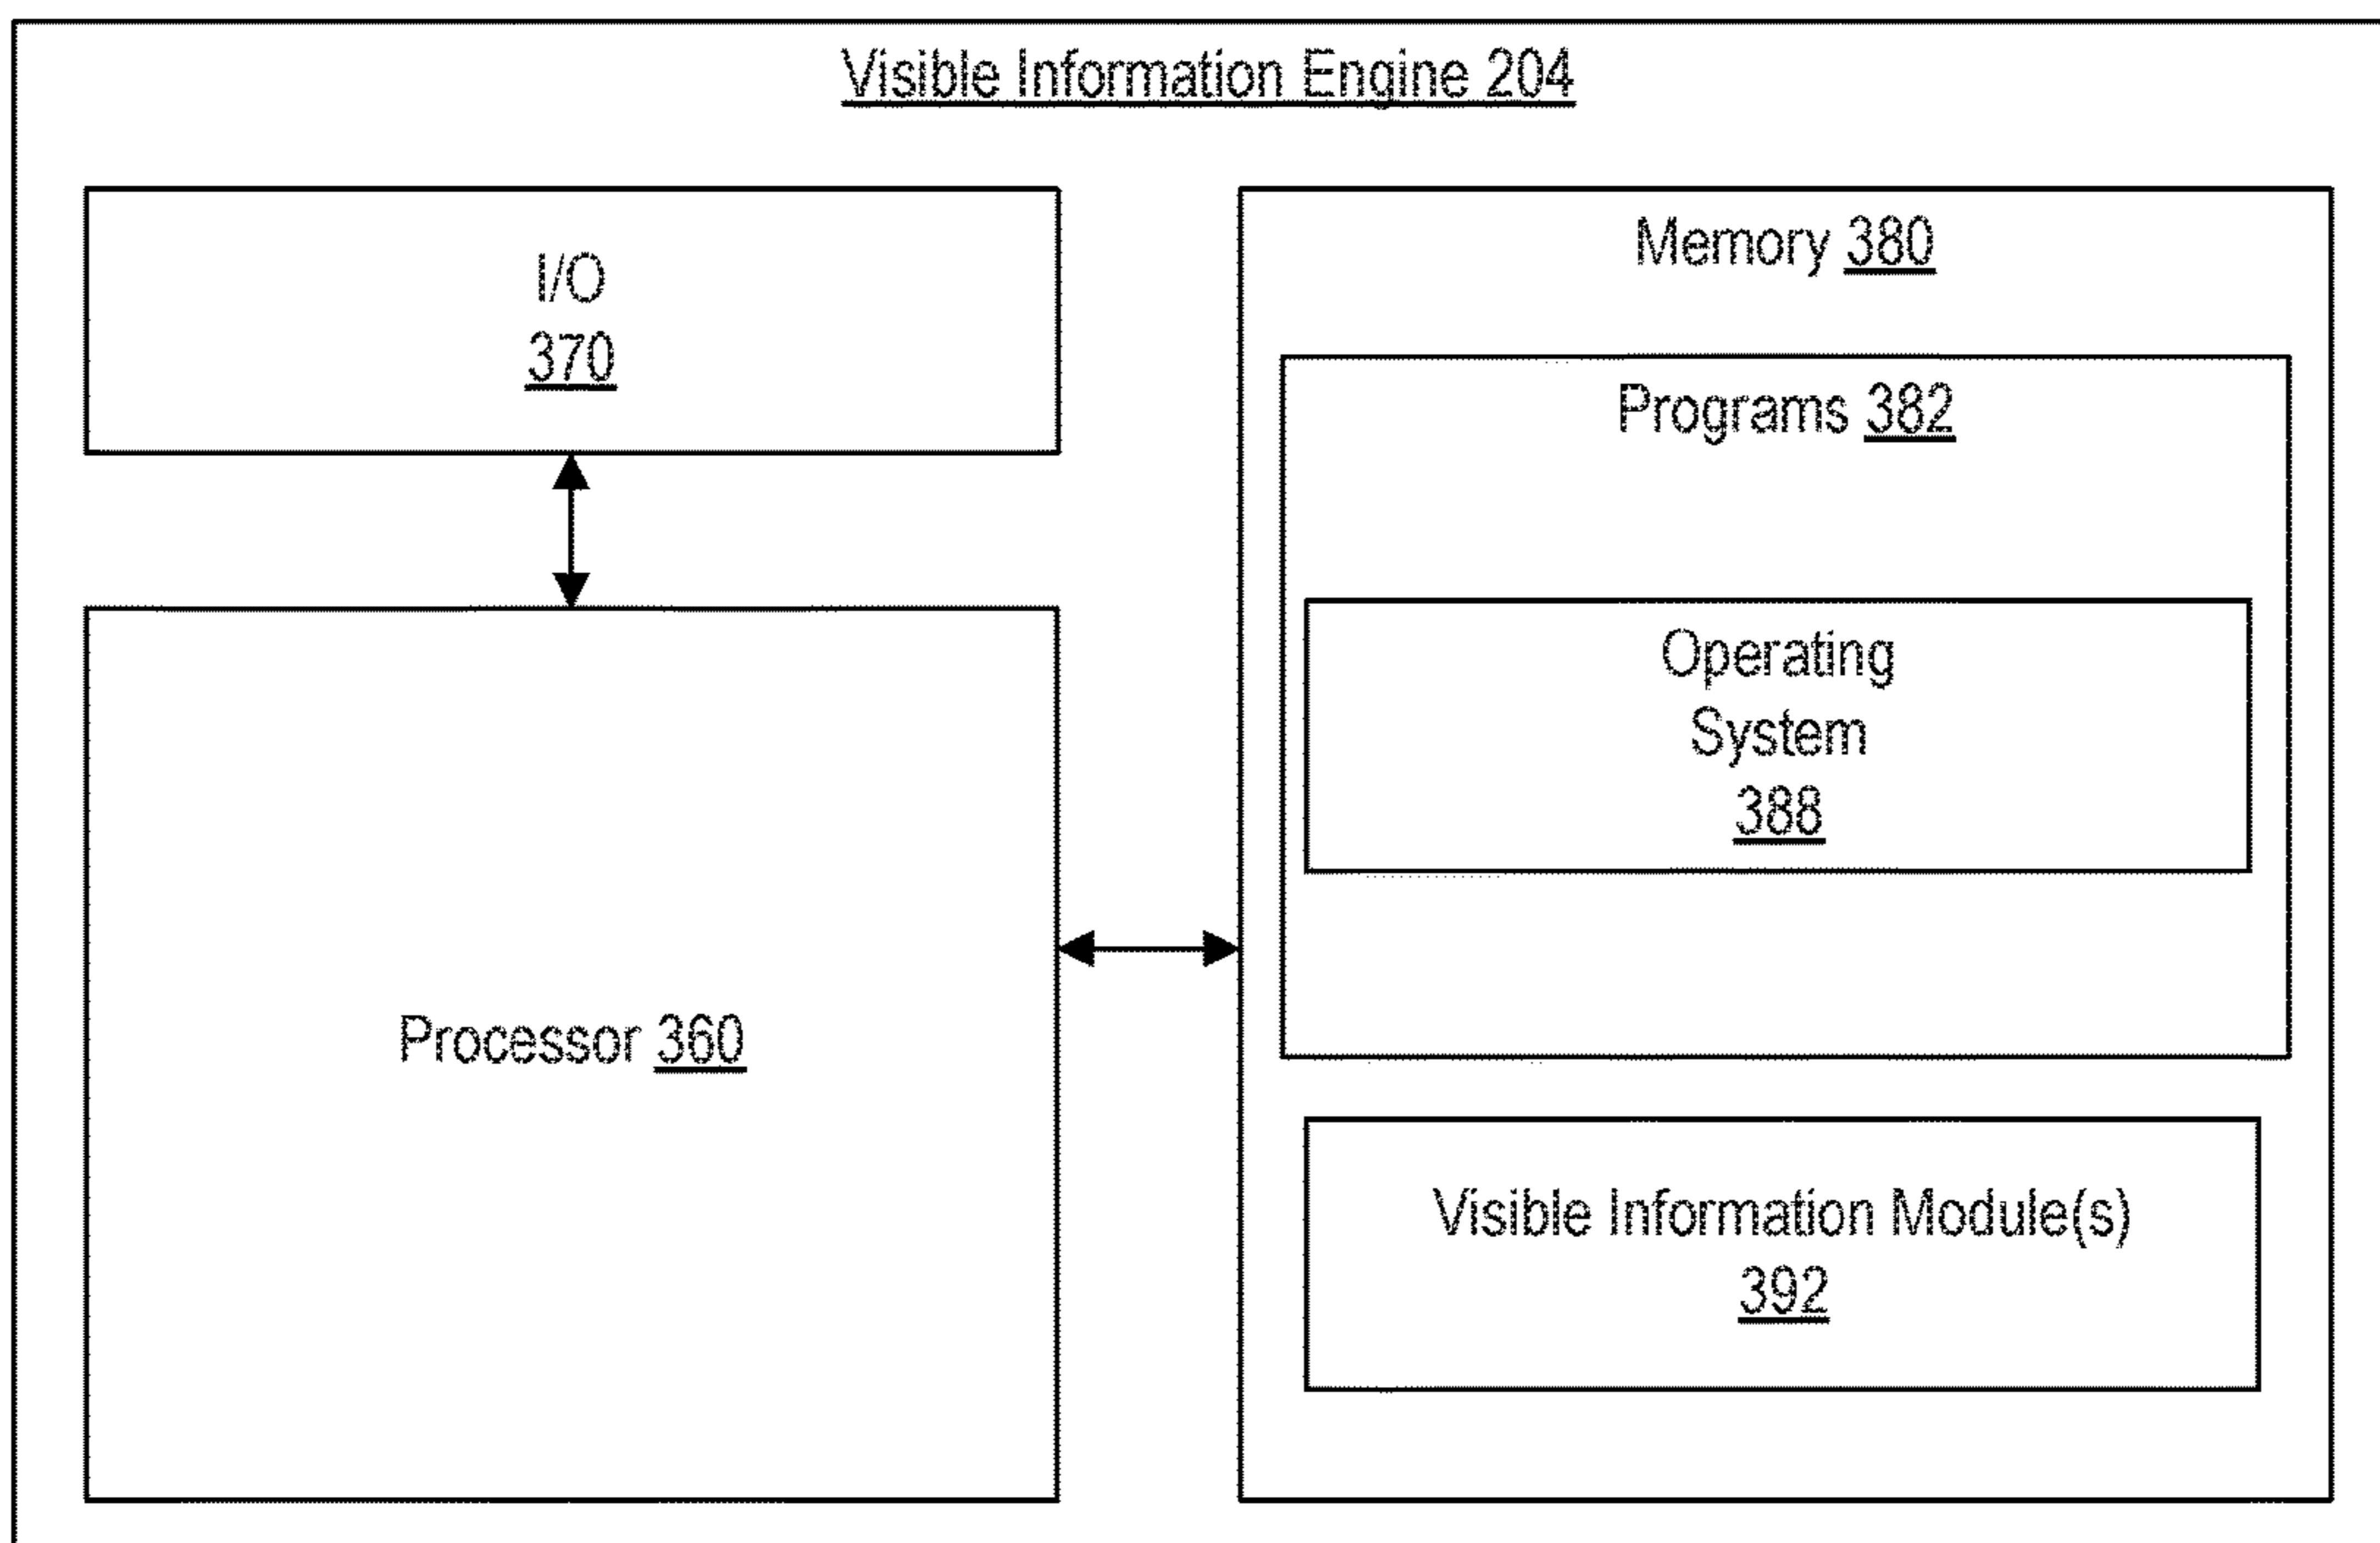 Visible Information Engine 204
I/O
370
Processor 360
Memory 380
Programs 382
Operating
System
388
Visible Information Module(s)
392